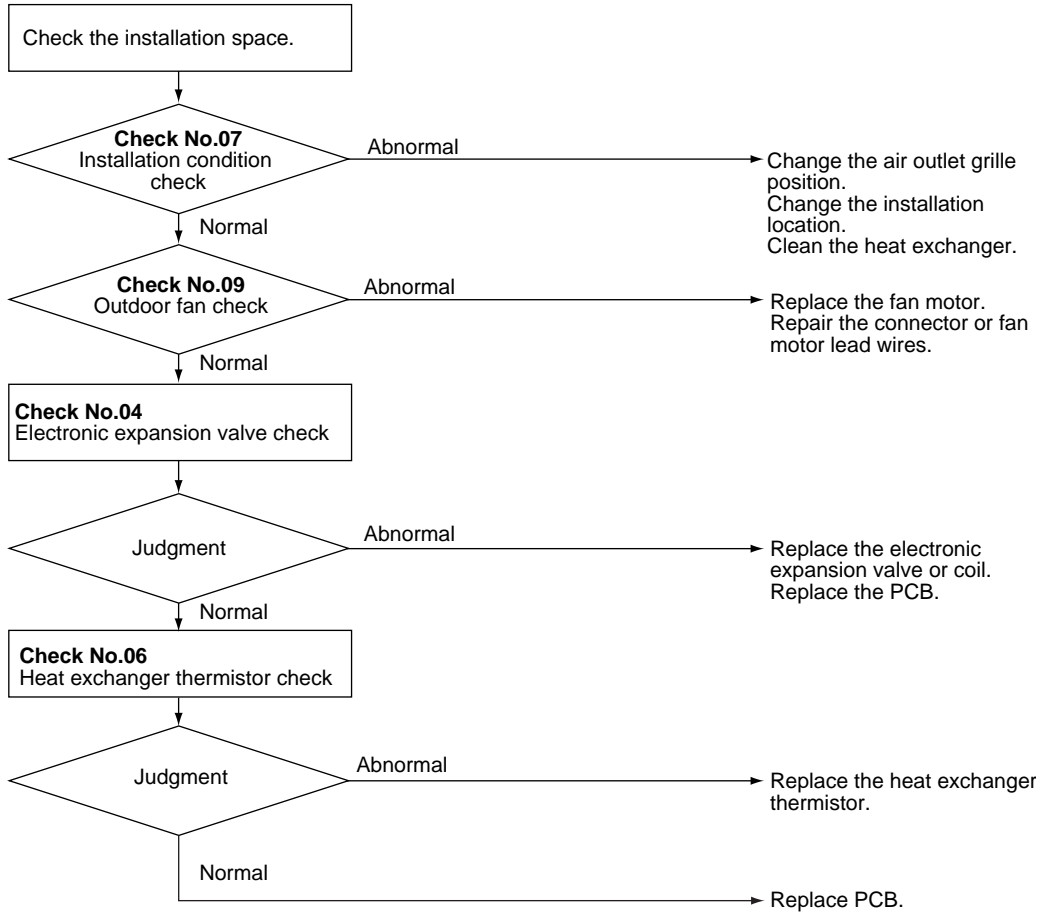 Check the installation space.
Check No.07
Installation condition
check
Abnormal
Change the air outlet grille
position.
Change the installation
location.
Clean the heat exchanger.
Normal
Check No.09
Outdoor fan check
Abnormal
Replace the fan motor.
Repair the connector or fan
motor lead wires.
Normal
Check No.04
Electronic expansion valve check
Judgment
Abnormal
Replace the electronic
expansion valve or coil.
Replace the PCB.
Normal
Check No.06
Heat exchanger thermistor check
Judgment
Abnormal
Replace the heat exchanger
thermistor.
Normal
Replace PCB.